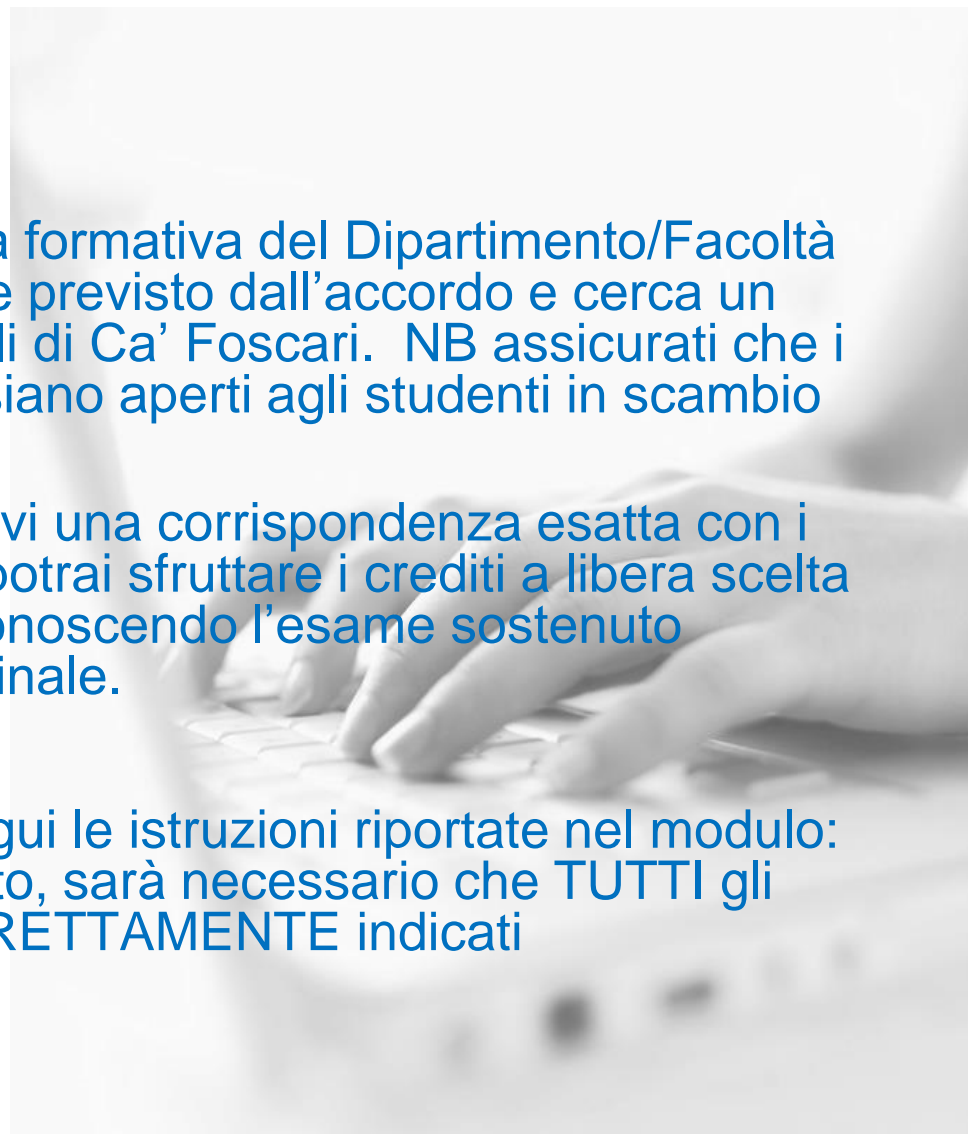 a formativa del Dipartimento/Facoltà
e previsto dall’accordo e cerca un
li di Ca’ Foscari.  NB assicurati che i
siano aperti agli studenti in scambio
vi una corrispondenza esatta con i
potrai sfruttare i crediti a libera scelta
onoscendo l’esame sostenuto
inale.
gui le istruzioni riportate nel modulo:
to, sarà necessario che TUTTI gli
RETTAMENTE indicati